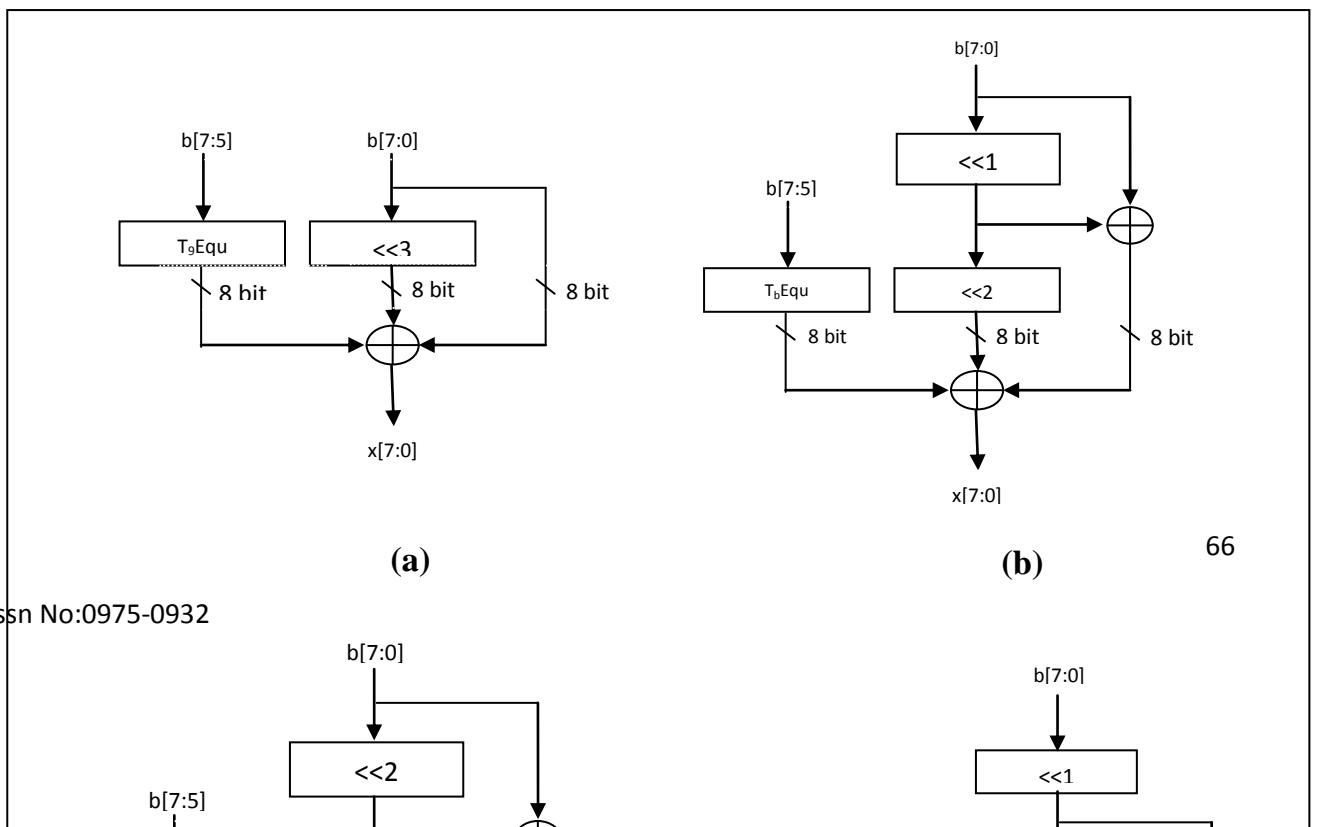 b[7:5]
b[7:0]
T₉Equ
<<3
8 bit
8 bit
8 bit
x[7:0]
(a)
b[7:0]
<<1
b[7:5]
TbEqu
<<2
8 bit
8 bit
8 bit
x[7:0]
(b)
66
ssn No:0975-0932
b[7:0]
<<2
b[7:5]
b[7:0]
<<1